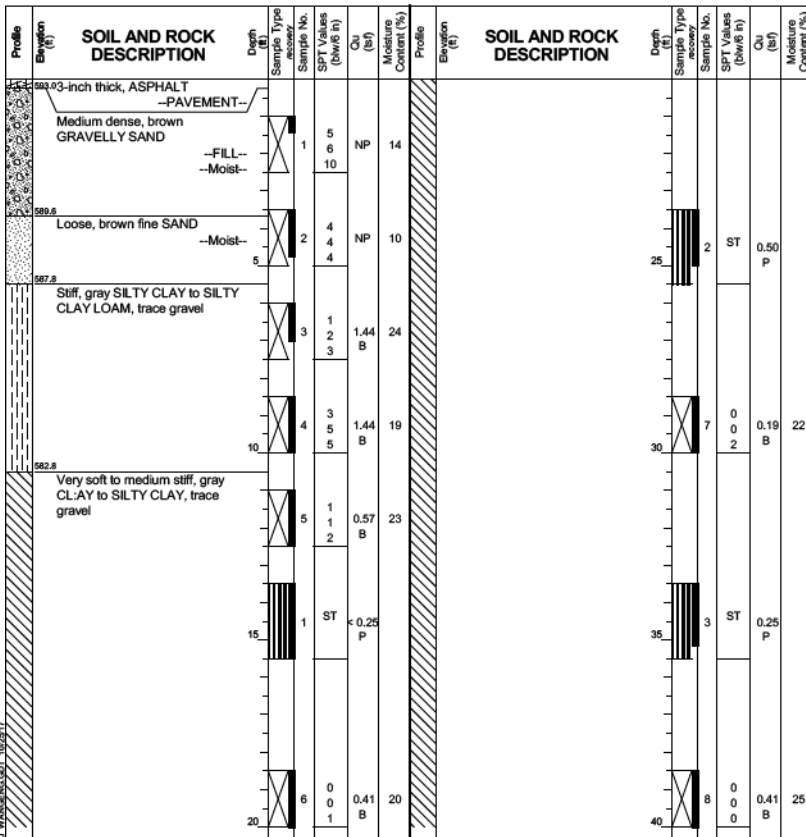 Profile
Elevation (ft)
SOIL AND ROCK DESCRIPTION
Depth (ft)
Sample Type
recovery
Sample No.
SPT Values (blw/6 in)
Qu (tsf)
Moisture Content (%)
Profile
Elevation (ft)
SOIL AND ROCK DESCRIPTION
Depth (ft)
Sample Type
recovery
Sample No.
SPT Values (blw/6 in)
Qu (tsf)
Moisture Content (%)
593.0 3-inch thick, ASPHALT
--PAVEMENT--
Medium dense, brown
GRAVELLY SAND
--FILL--
--Moist--
1
5
6
10
NP
14
589.6
Loose, brown fine SAND
--Moist--
5
2
4
4
4
NP
10
587.8
Stiff, gray SILTY CLAY to SILTY
CLAY LOAM, trace gravel
3
1
2
3
1.44
B
24
10
4
3
5
5
1.44
B
19
582.8
Very soft to medium stiff, gray
CL:AY to SILTY CLAY, trace
gravel
5
1
1
2
0.57
B
23
15
1
ST
< 0.25
P
20
6
0
0
1
0.41
B
20
25
2
ST
0.50
P
30
7
0
0
2
0.19
B
22
35
3
ST
0.25
P
40
8
0
0
0
0.41
B
25